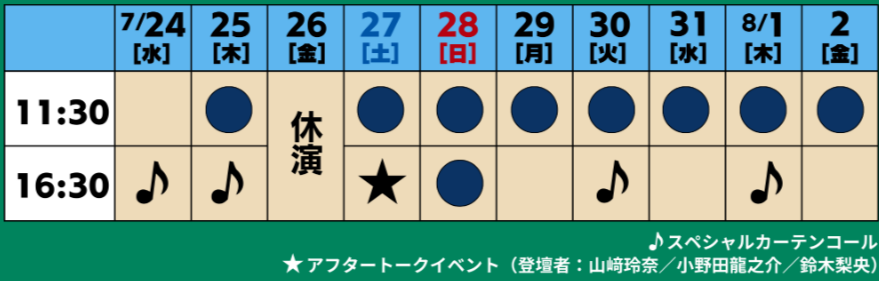 7/24 25 26 27 28 29 30 31 8/1 2
[水] [木] [金] [土] [日] [月] [火] [水] [木] [金]
11:30 ● 休演 ● ● ● ● ● ● ●
16:30 ♪ ♪ ★ ● ♪ ♪
♪スペシャルカーテンコール
★アフタートークイベント（登壇者：山﨑玲奈／小野田龍之介／鈴木梨央）